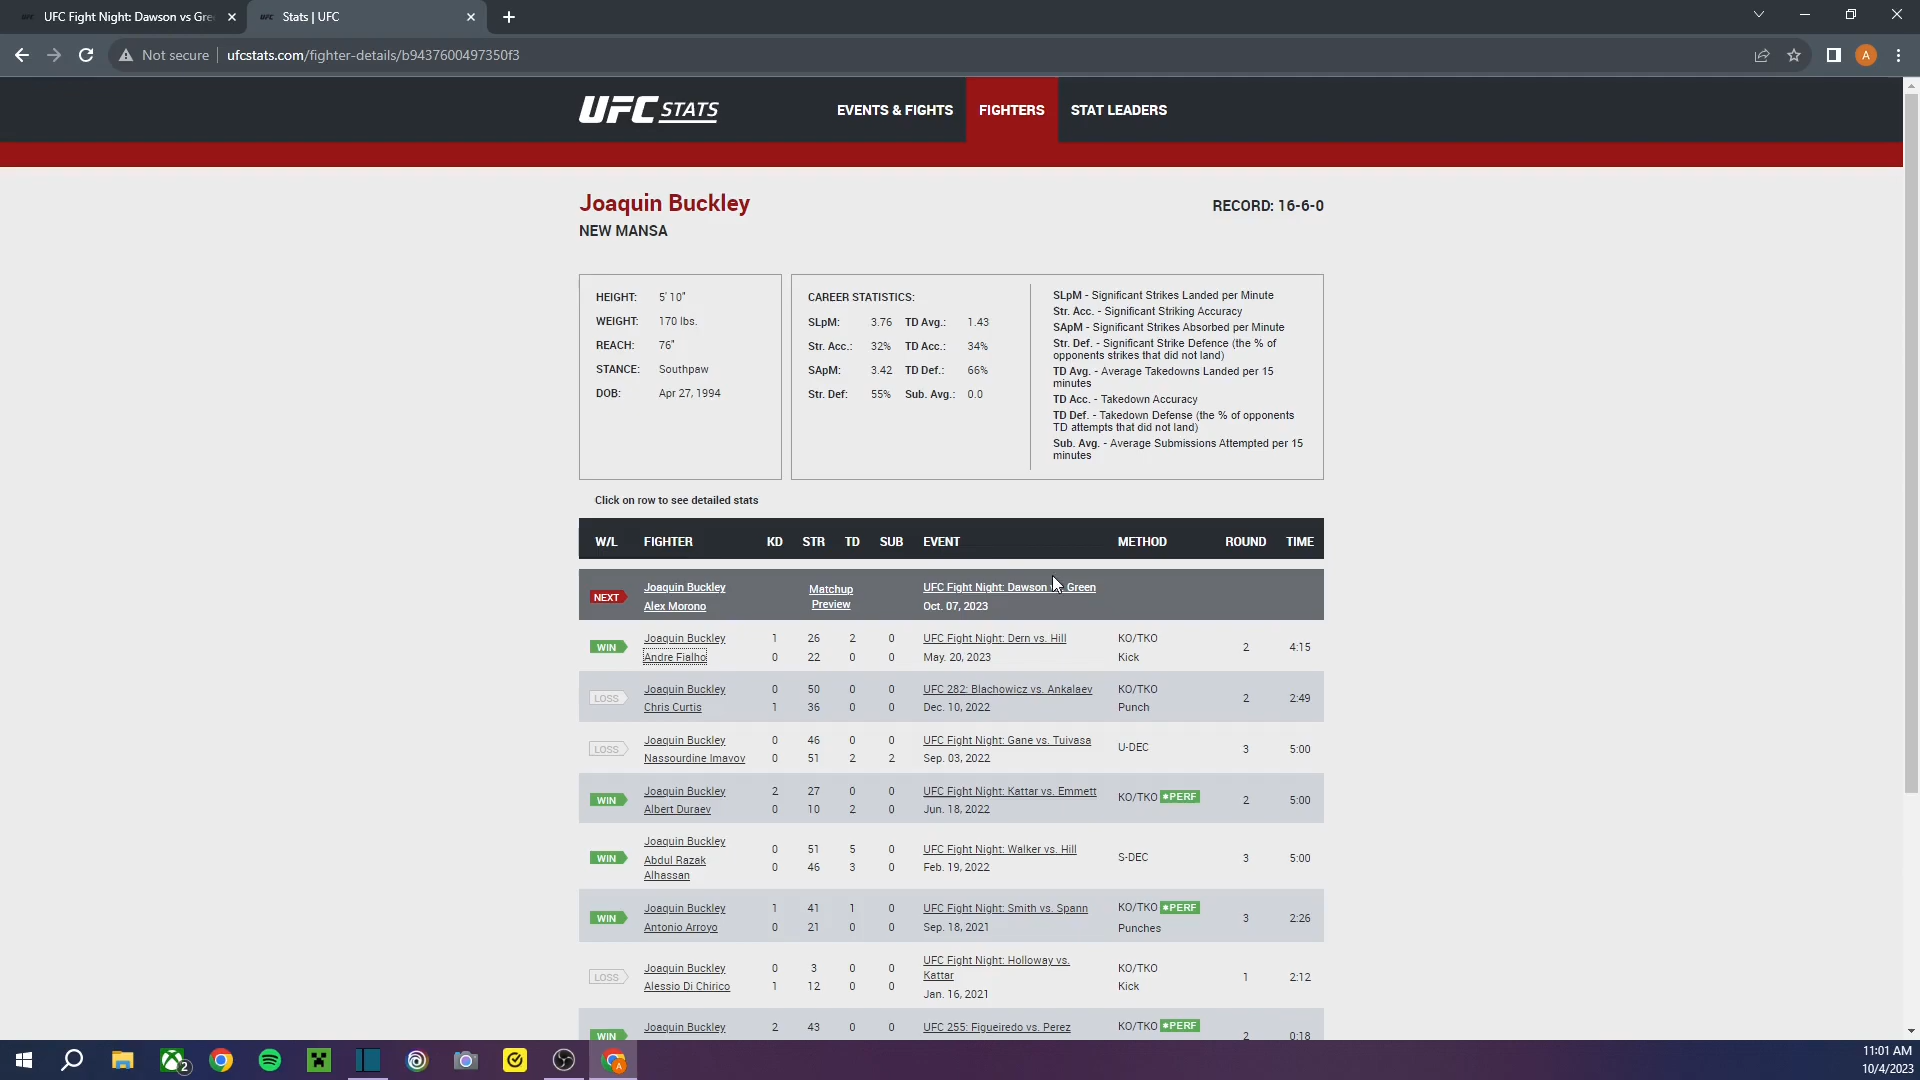 UFC Fight Night: Dawson vs Gre
Stats | UFC
Not secure
ufcstats.com/fighter-details/b9437600497350f3
A
UFC STATS
EVENTS & FIGHTS
FIGHTERS
STAT LEADERS
Joaquin Buckley
RECORD: 16-6-0
NEW MANSA
HEIGHT: 5' 10"
WEIGHT: 170 lbs.
REACH: 76"
STANCE: Southpaw
DOB: Apr 27, 1994
CAREER STATISTICS:
SLpM: 3.76 TD Avg.: 1.43
Str. Acc.: 32% TD Acc.: 34%
SApM: 3.42 TD Def.: 66%
Str. Def: 55% Sub. Avg.: 0.0
SLpM - Significant Strikes Landed per Minute
Str. Acc. - Significant Striking Accuracy
SApM - Significant Strikes Absorbed per Minute
Str. Def. - Significant Strike Defence (the % of
opponents strikes that did not land)
TD Avg. - Average Takedowns Landed per 15
minutes
TD Acc. - Takedown Accuracy
TD Def. - Takedown Defense (the % of opponents
TD attempts that did not land)
Sub. Avg. - Average Submissions Attempted per 15
minutes
Click on row to see detailed stats
W/L FIGHTER KD STR TD SUB EVENT METHOD ROUND TIME
NEXT
Joaquin Buckley
Alex Morono
Matchup
Preview
UFC Fight Night: Dawson Green
Oct. 07, 2023
WIN
Joaquin Buckley 1 26 2 0 UFC Fight Night: Dern vs. Hill KO/TKO
Andre Fialho 0 22 0 0 May. 20, 2023 Kick
2 4:15
LOSS
Joaquin Buckley 0 50 0 0 UFC 282: Blachowicz vs. Ankalaev KO/TKO
Chris Curtis 1 36 0 0 Dec. 10, 2022 Punch
2 2:49
LOSS
Joaquin Buckley 0 46 0 0 UFC Fight Night: Gane vs. Tuivasa
Nassourdine Imavov 0 51 2 2 Sep. 03, 2022
U-DEC 3 5:00
WIN
Joaquin Buckley 2 27 0 0 UFC Fight Night: Kattar vs. Emmett
Albert Duraev 0 10 2 0 Jun. 18, 2022
KO/TKO PERF 2 5:00
WIN
Joaquin Buckley 0 51 5 0 UFC Fight Night: Walker vs. Hill
Abdul Razak 0 46 3 0 Feb. 19, 2022
Alhassan
S-DEC 3 5:00
WIN
Joaquin Buckley 1 41 1 0 UFC Fight Night: Smith vs. Spann KO/TKO PERF
Antonio Arroyo 0 21 0 0 Sep. 18, 2021 Punches
3 2:26
LOSS
Joaquin Buckley 0 3 0 0 UFC Fight Night: Holloway vs.
Kattar
KO/TKO
Alessio Di Chirico 1 12 0 0 Jan. 16, 2021 Kick
1 2:12
WIN
Joaquin Buckley 2 43 0 0 UFC 255: Figueiredo vs. Perez KO/TKO PERF
2 0:18
2
A
11:01 AM
10/4/2023